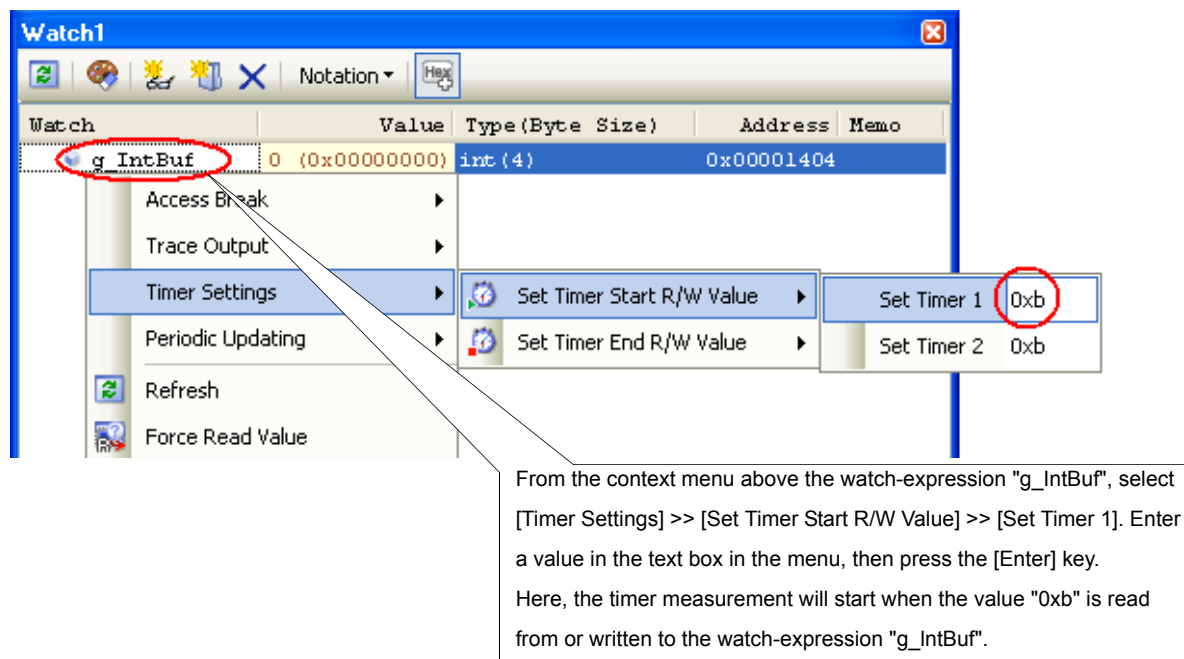 Watch1
Notation
Hex
Watch Value Type(Byte Size) Address Memo
g_IntBuf 0 (0x00000000) int(4) 0x00001404
Access Break
Trace Output
Timer Settings
Set Timer Start R/W Value
Set Timer 1 0xb
Periodic Updating
Set Timer End R/W Value
Set Timer 2 0xb
Refresh
Force Read Value
From the context menu above the watch-expression "g_IntBuf", select
[Timer Settings] >> [Set Timer Start R/W Value] >> [Set Timer 1]. Enter
a value in the text box in the menu, then press the [Enter] key.
Here, the timer measurement will start when the value "0xb" is read
from or written to the watch-expression "g_IntBuf".